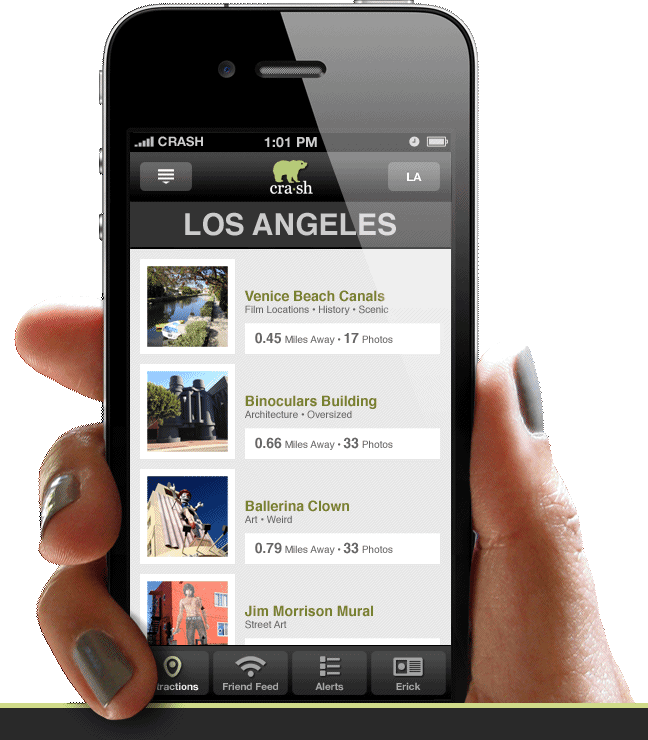 CRASH 1:01 PM
cra·sh
LA
LOS ANGELES
Venice Beach Canals
Film Locations • History • Scenic
0.45 Miles Away • 17 Photos
Binoculars Building
Architecture • Oversized
0.66 Miles Away • 33 Photos
Ballerina Clown
Art • Weird
0.79 Miles Away • 33 Photos
Jim Morrison Mural
Street Art
tractions Friend Feed Alerts Erick